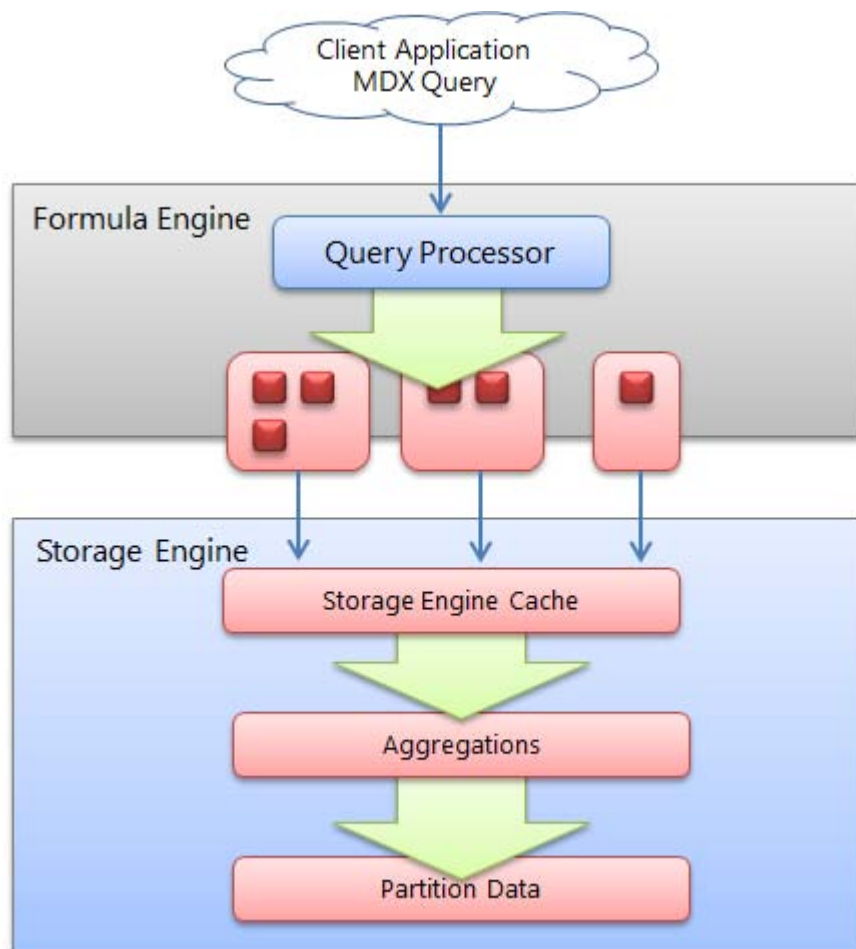 Client Application
MDX Query
Formula Engine
Query Processor
Storage Engine
Storage Engine Cache
Aggregations
Partition Data